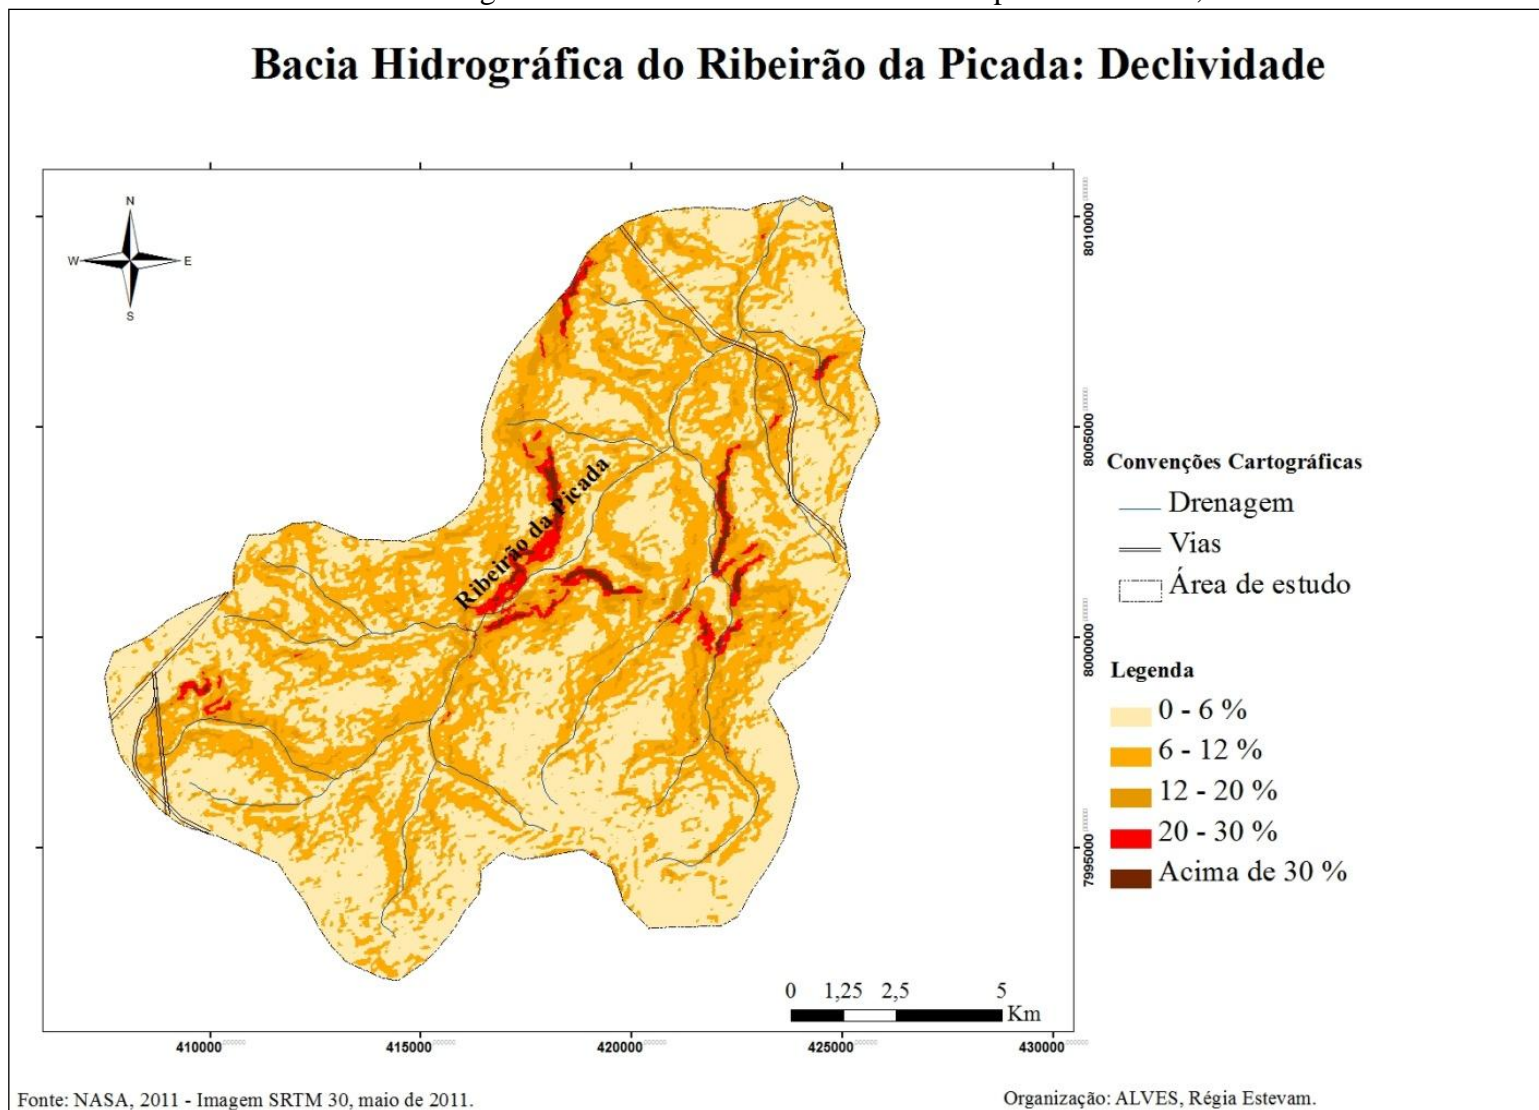 Bacia Hidrográfica do Ribeirão da Picada: Declividade
N
W E
S
8010000
8005000
8000000
7995000
Ribeirão da Picada
Convenções Cartográficas
Drenagem
Vias
Área de estudo
Legenda
0 - 6 %
6 - 12 %
12 - 20 %
20 - 30 %
Acima de 30 %
0 1,25 2,5 5
Km
410000 415000 420000 425000 430000
Fonte: NASA, 2011 - Imagem SRTM 30, maio de 2011.
Organização: ALVES, Régia Estevam.